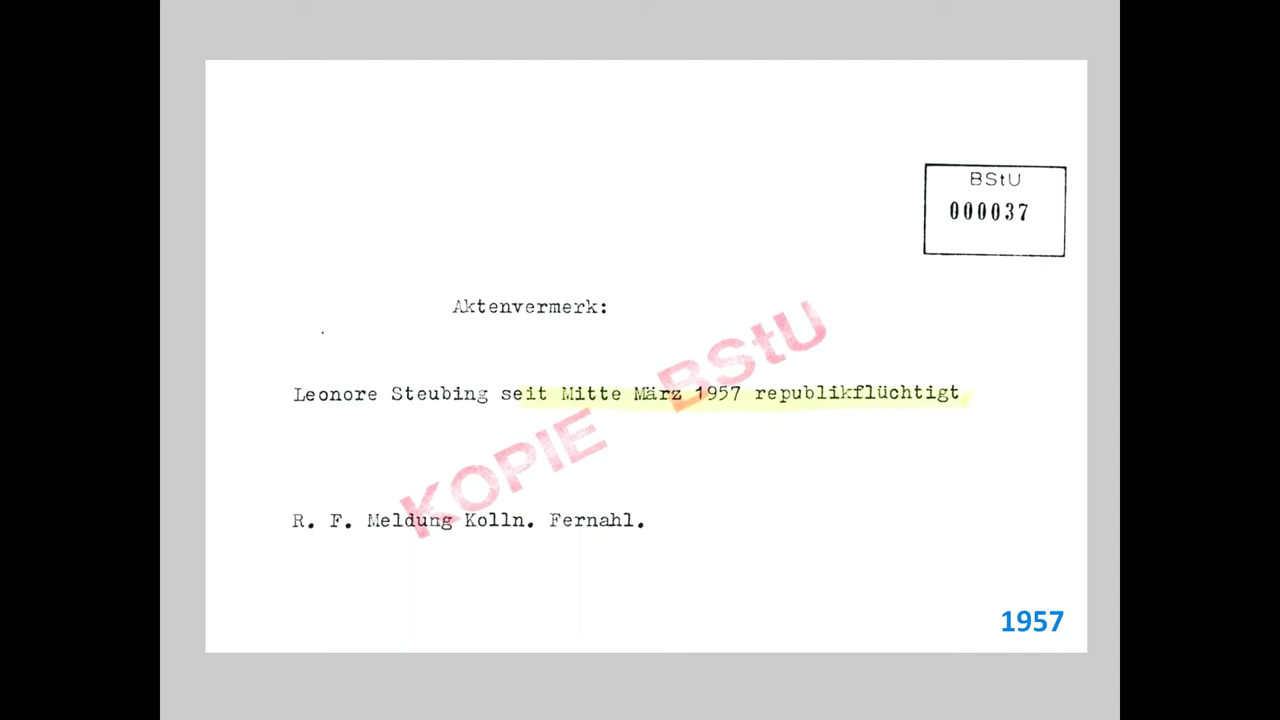 BStU
000037
Aktenvermerk:
Leonore Steubing seit Mitte März 1957 republikflüchtigt
KOPIE BStU
R. F. Meldung Kolln. Fernahl.
1957